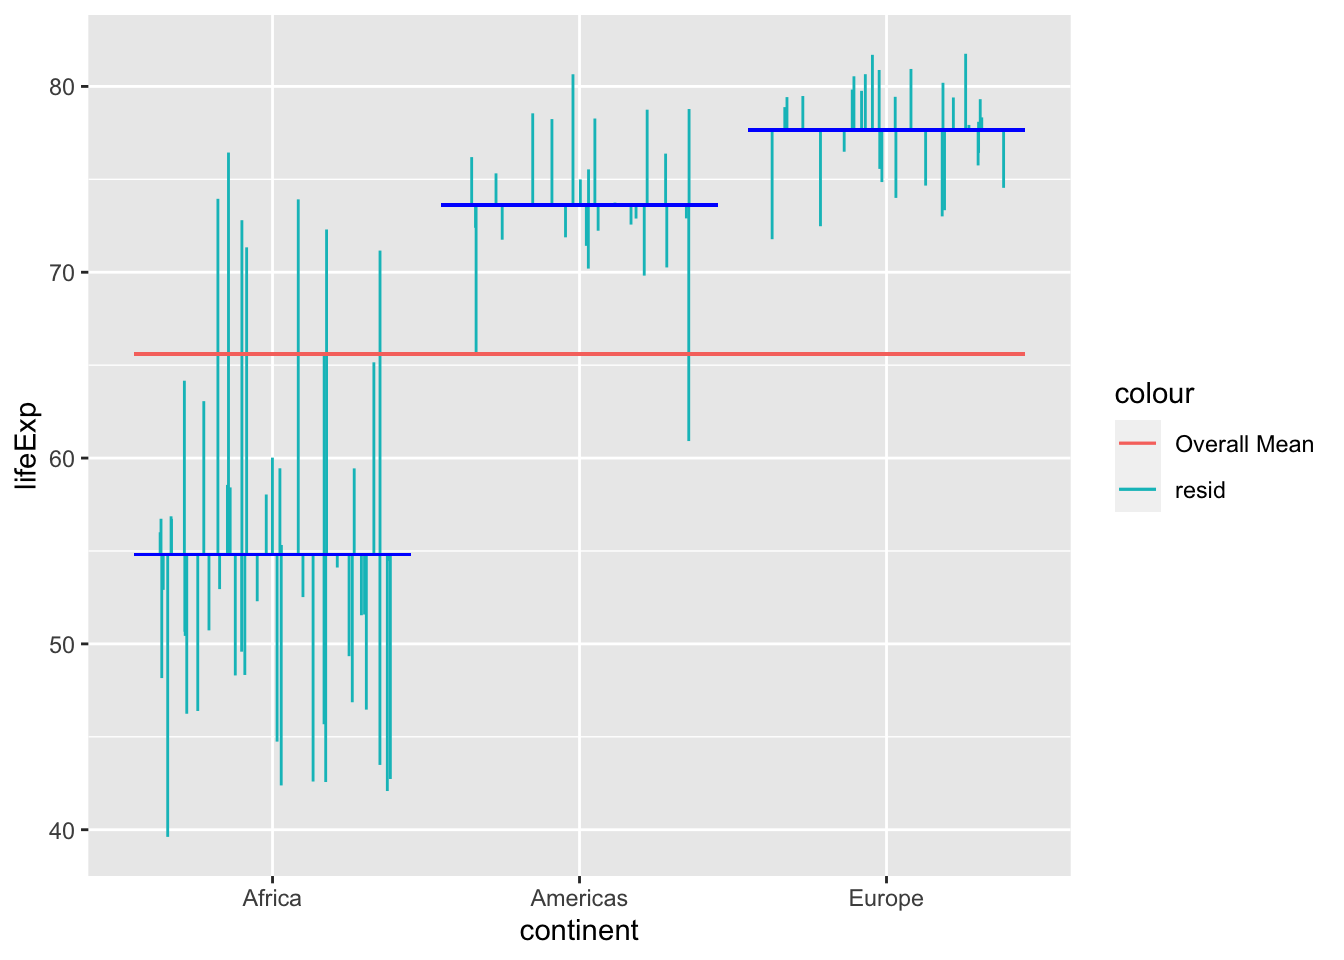 80
70
60
50
40
lifeExp
Africa Americas Europe
continent
colour
Overall Mean
resid